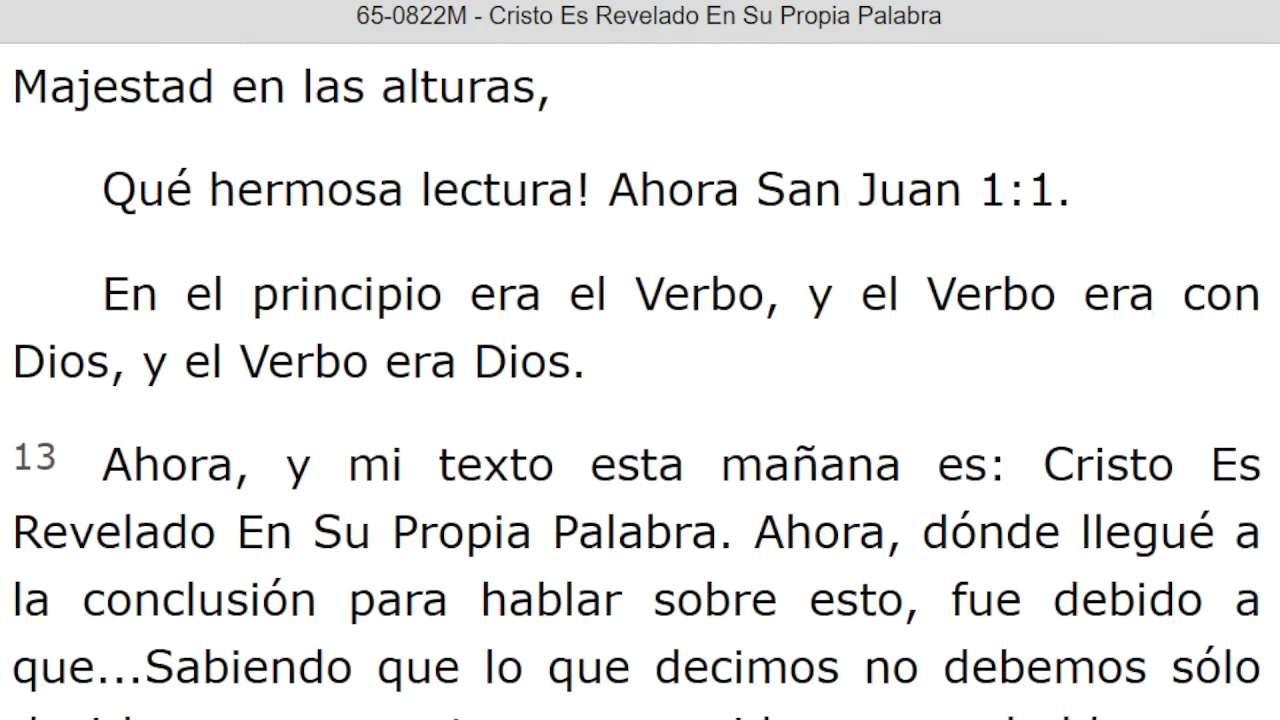 65-0822M - Cristo Es Revelado En Su Propia Palabra
Majestad en las alturas,
Qué hermosa lectura! Ahora San Juan 1:1.
En el principio era el Verbo, y el Verbo era con
Dios, y el Verbo era Dios.
13 Ahora, y mi texto esta mañana es: Cristo Es
Revelado En Su Propia Palabra. Ahora, dónde llegué a
la conclusión para hablar sobre esto, fue debido a
que...Sabiendo que lo que decimos no debemos sólo